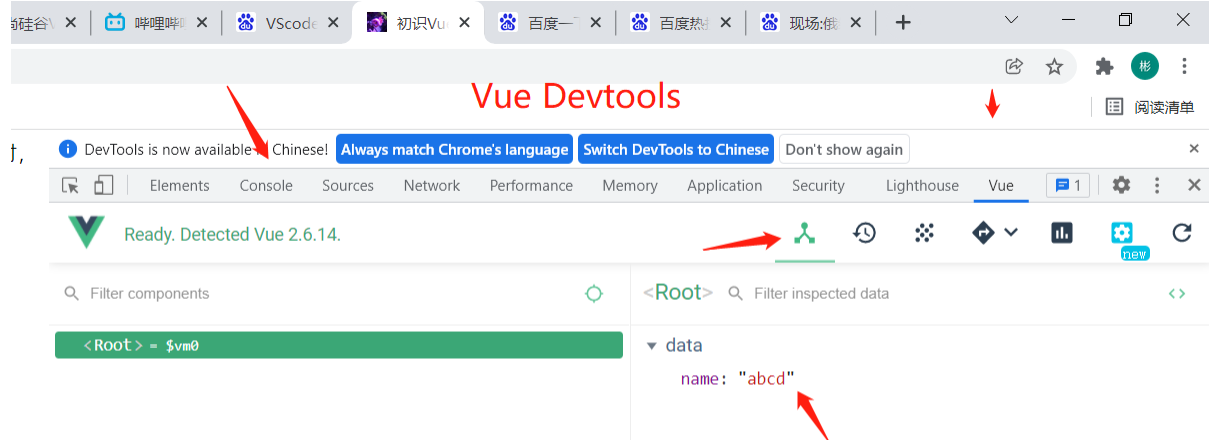 尚硅谷V 哔哩哔哩 VScode 初识Vu 百度一下 百度热搜 现场:俄
彬
Vue Devtools
阅读清单
DevTools is now available Chinese! Always match Chrome's language Switch DevTools to Chinese Don't show again
Elements Console Sources Network Performance Memory Application Security Lighthouse Vue 1
Ready. Detected Vue 2.6.14.
new
Filter components <Root> Filter inspected data
<Root> = $vm0
data
name: "abcd"